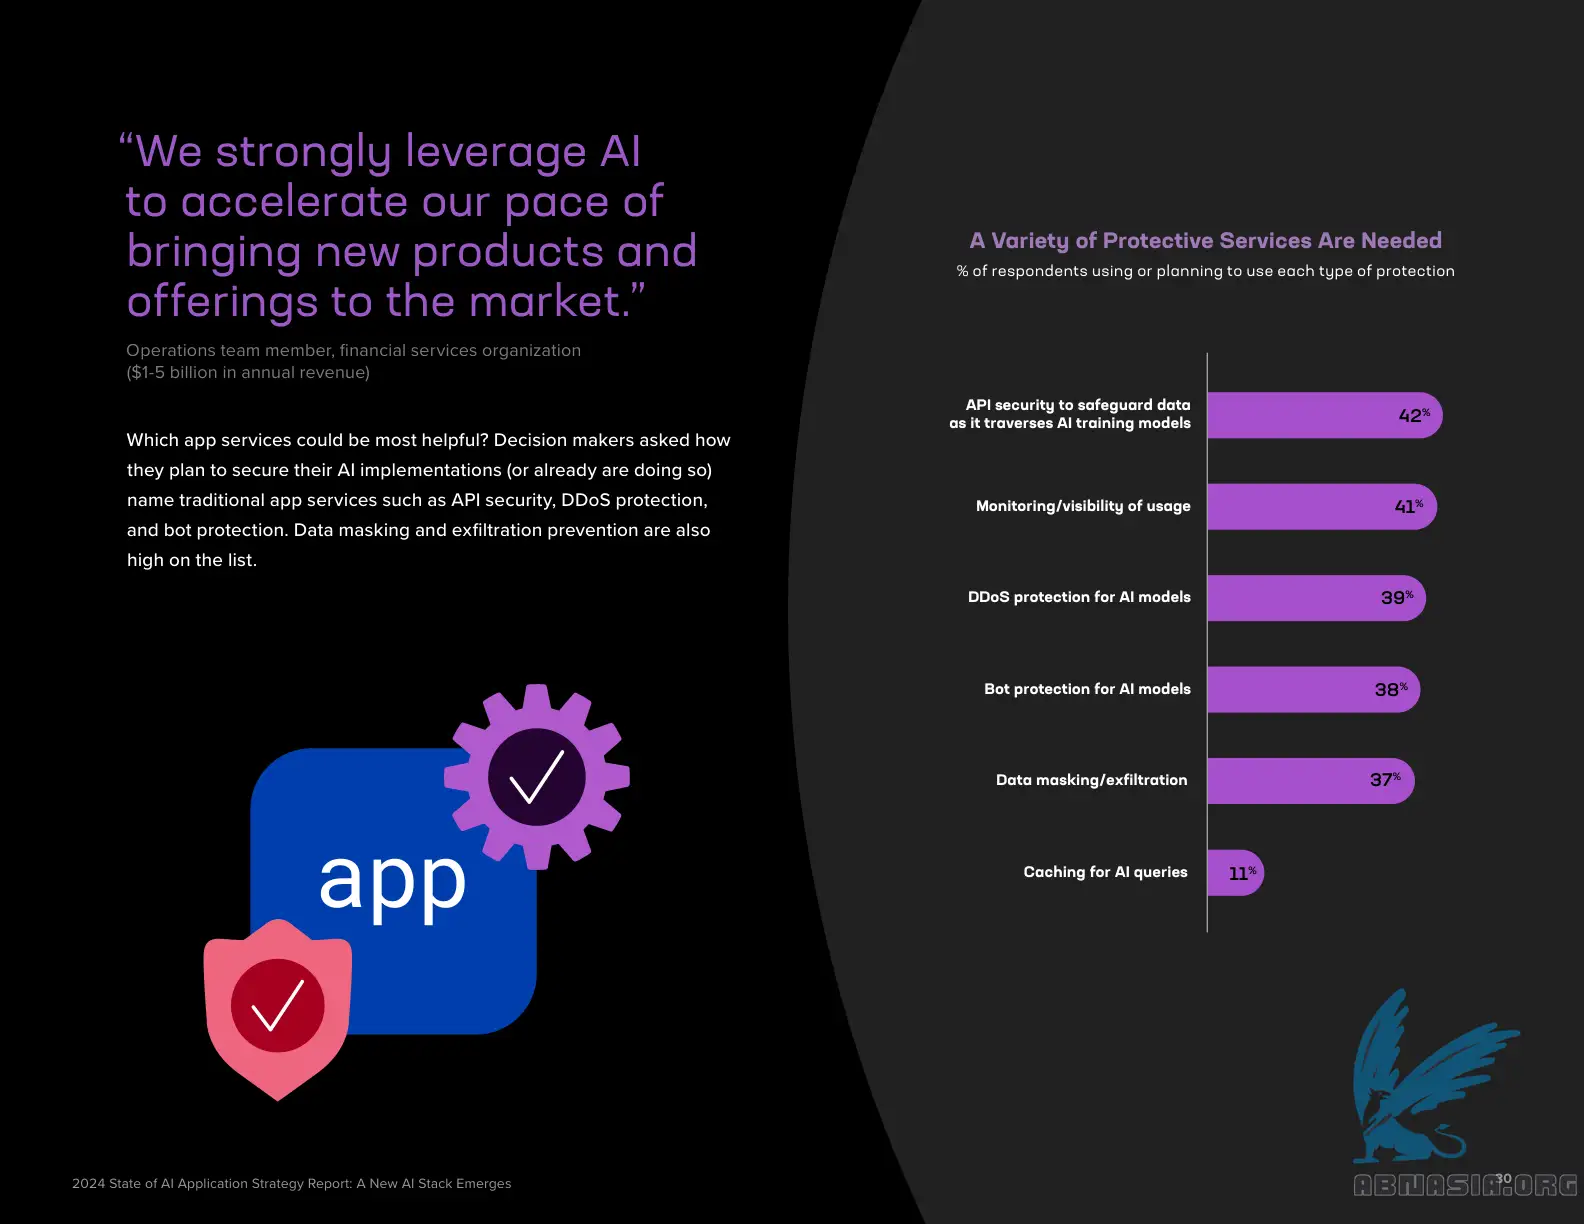 “We strongly leverage AI
to accelerate our pace of
bringing new products and
offerings to the market.”
Operations team member, financial services organization
($1-5 billion in annual revenue)
Which app services could be most helpful? Decision makers asked how
they plan to secure their AI implementations (or already are doing so)
name traditional app services such as API security, DDoS protection,
and bot protection. Data masking and exfiltration prevention are also
high on the list.
app
A Variety of Protective Services Are Needed
% of respondents using or planning to use each type of protection
API security to safeguard data
as it traverses AI training models
42%
Monitoring/visibility of usage
41%
DDoS protection for AI models
39%
Bot protection for AI models
38%
Data masking/exfiltration
37%
Caching for AI queries
11%
2024 State of AI Application Strategy Report: A New AI Stack Emerges
30
ABNASIA.ORG